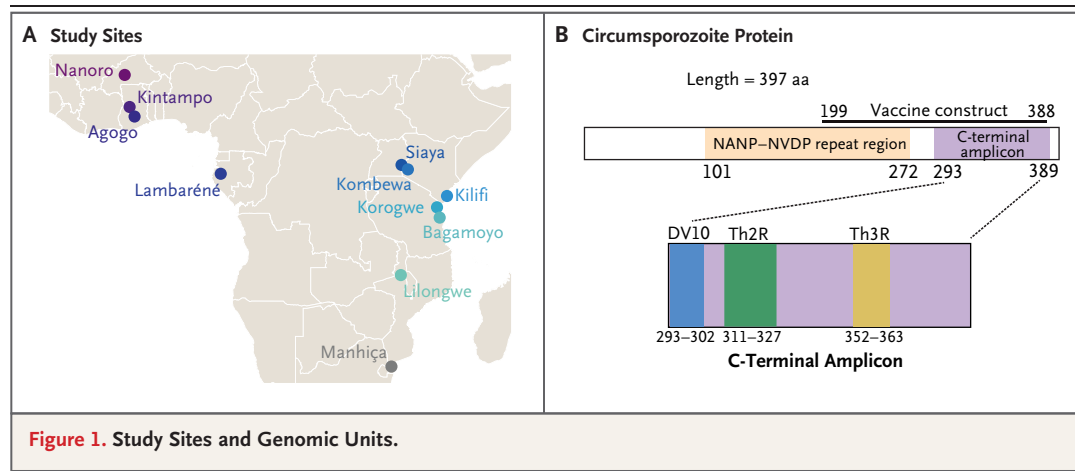 A Study Sites
Nanoro
Kintampo
Agogo
Lambaréné
Siaya
Kombewa
Kilifi
Korogwe
Bagamoyo
Lilongwe
Manhiça
B Circumsporozoite Protein
Length = 397 aa
199 Vaccine construct 388
NANP–NVDP repeat region
C-terminal
amplicon
101 272 293 389
DV10 Th2R Th3R
293–302 311–327 352–363
C-Terminal Amplicon
Figure 1. Study Sites and Genomic Units.